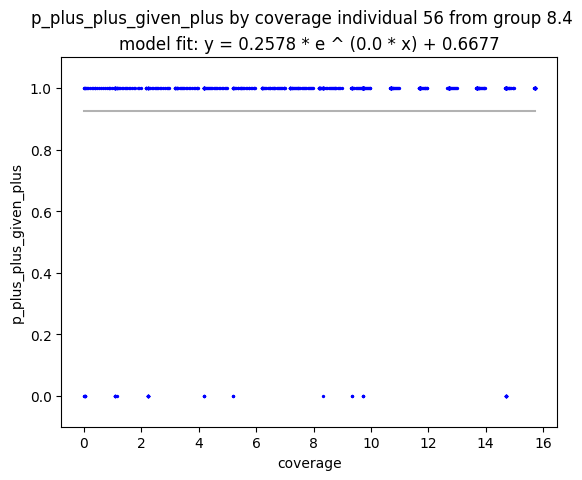 p_plus_plus_given_plus by coverage individual 56 from group 8.4
model fit: y = 0.2578 * e ^ (0.0 * x) + 0.6677
1.0
0.8
0.6
0.4
0.2
0.0
p_plus_plus_given_plus
0 2 4 6 8 10 12 14 16
coverage